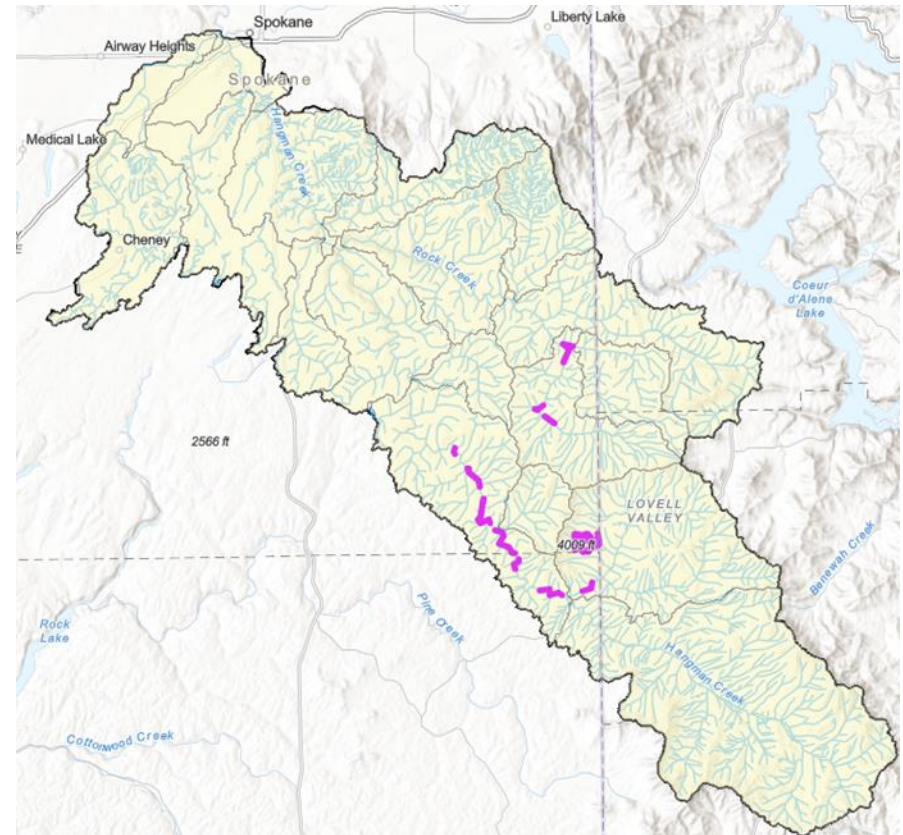 Spokane
Liberty Lake
Airway Heights
Spokane
Hangman Creek
Medical Lake
Cheney
Rock Creek
Coeur
d'Alene
Lake
2566 ft
LOVELL
VALLEY
4009 ft
Benewah Creek
Pine Creek
Rock
Lake
Hangman Creek
Cottonwood Creek